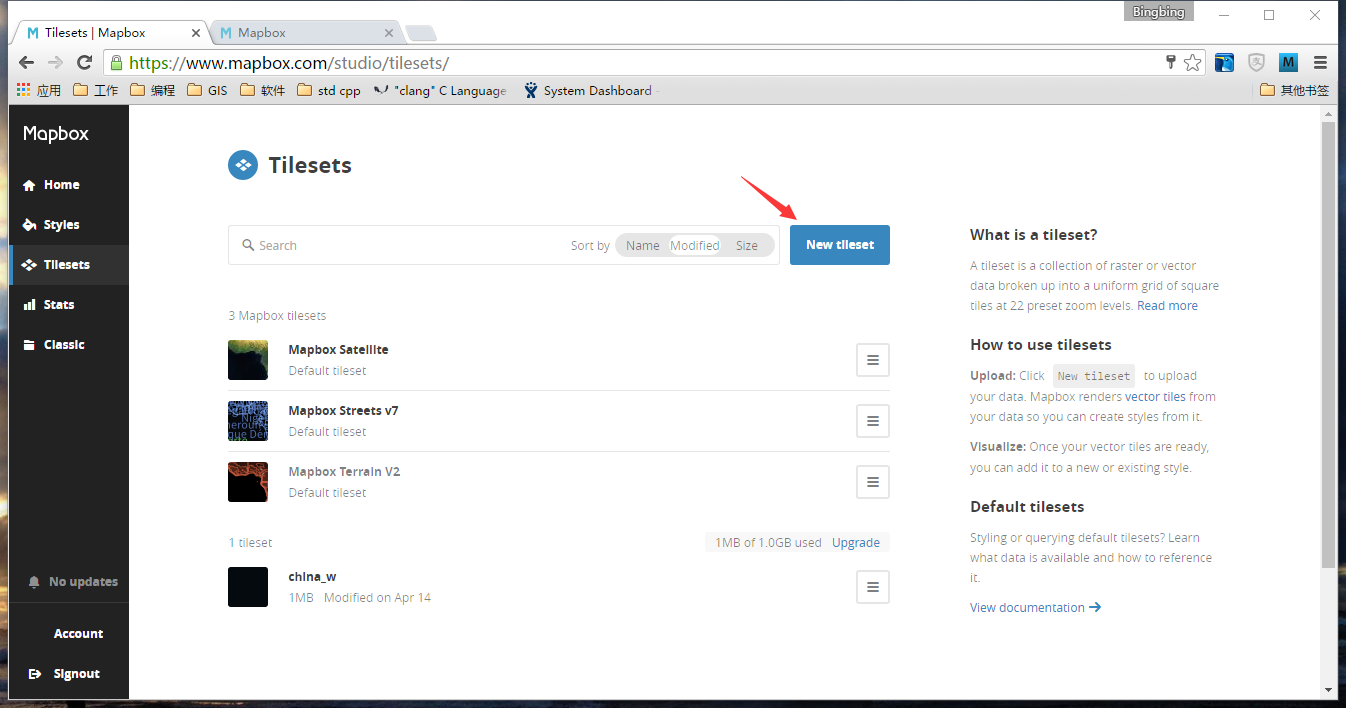 Bingbing
Tilesets | Mapbox
Mapbox
https://www.mapbox.com/studio/tilesets/
应用 工作 编程 GIS 软件 std cpp "clang" C Language System Dashboard 其他书签
Mapbox
Home
Styles
Tilesets
Stats
Classic
No updates
Account
Signout
Tilesets
Search Sort by Name Modified Size New tileset
3 Mapbox tilesets
Mapbox Satellite
Default tileset
Mapbox Streets v7
Default tileset
Mapbox Terrain V2
Default tileset
1 tileset 1MB of 1.0GB used Upgrade
china_w
1MB Modified on Apr 14
What is a tileset?
A tileset is a collection of raster or vector
data broken up into a uniform grid of square
tiles at 22 preset zoom levels. Read more
How to use tilesets
Upload: Click New tileset to upload
your data. Mapbox renders vector tiles from
your data so you can create styles from it.
Visualize: Once your vector tiles are ready,
you can add it to a new or existing style.
Default tilesets
Styling or querying default tilesets? Learn
what data is available and how to reference
it.
View documentation